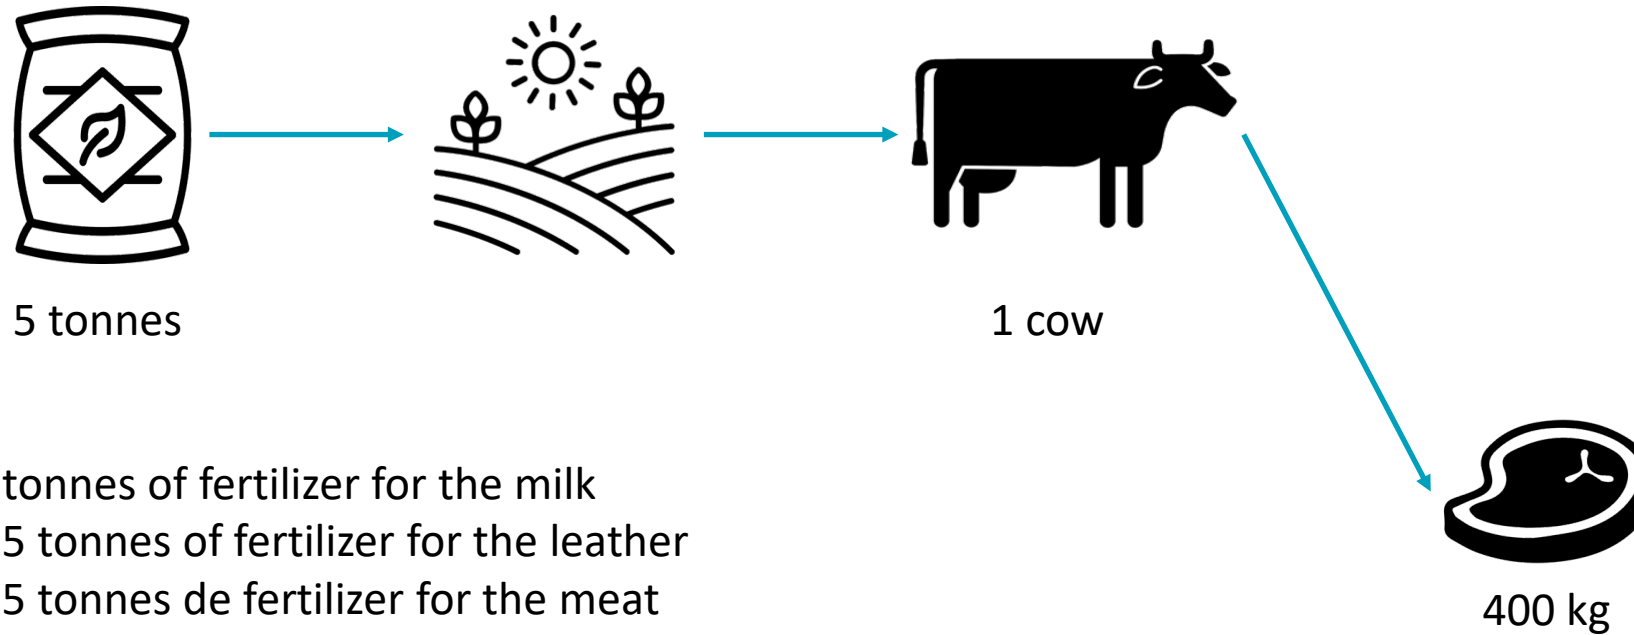 5 tonnes
1 cow
tonnes of fertilizer for the milk
5 tonnes of fertilizer for the leather
5 tonnes de fertilizer for the meat
400 kg